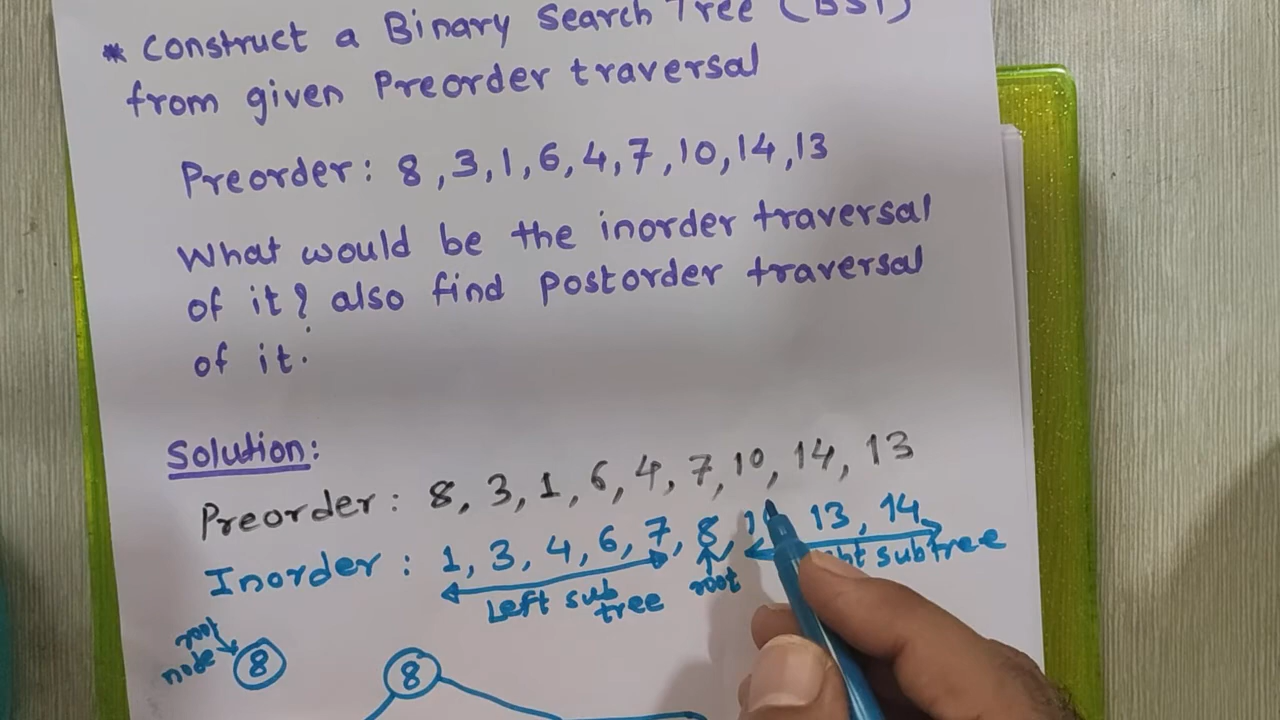 * Construct a Binary Search Tree (BST)
from given Preorder traversal
Preorder: 8, 3, 1, 6, 4, 7, 10, 14, 13
What would be the inorder traversal
of it? also find postorder traversal
of it.
Solution:
Preorder: 8, 3, 1, 6, 4, 7, 10, 14, 13
Inorder: 1, 3, 4, 6, 7, 8, 13, 14
Left sub tree root subtree
root node 8
8